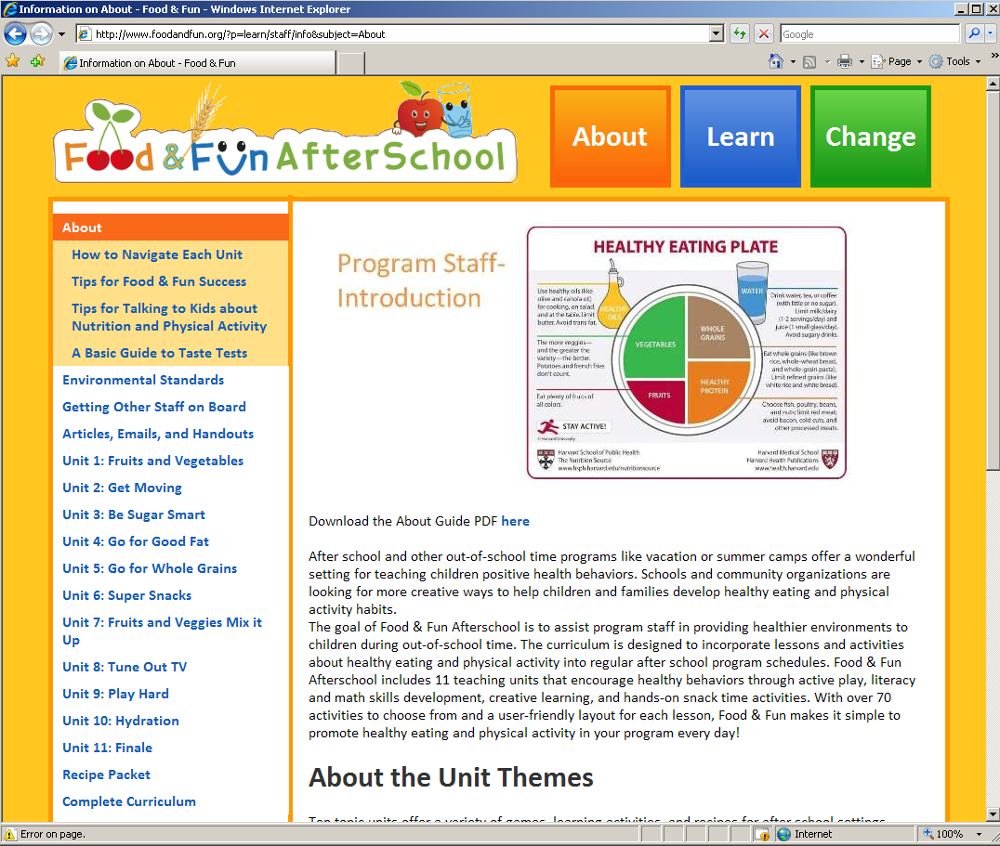 Information on About - Food & Fun - Windows Internet Explorer
http://www.foodandfun.org/?p=learn/staff/info&subject=About
Google
Information on About - Food & Fun
Page
Tools
Food & Fun AfterSchool
About
Learn
Change
About
How to Navigate Each Unit
Tips for Food & Fun Success
Tips for Talking to Kids about
Nutrition and Physical Activity
A Basic Guide to Taste Tests
Environmental Standards
Getting Other Staff on Board
Articles, Emails, and Handouts
Unit 1: Fruits and Vegetables
Unit 2: Get Moving
Unit 3: Be Sugar Smart
Unit 4: Go for Good Fat
Unit 5: Go for Whole Grains
Unit 6: Super Snacks
Unit 7: Fruits and Veggies Mix it
Up
Unit 8: Tune Out TV
Unit 9: Play Hard
Unit 10: Hydration
Unit 11: Finale
Recipe Packet
Complete Curriculum
Program Staff-
Introduction
HEALTHY EATING PLATE
Use healthy oils (like
olive and canola oil)
for cooking, on salad,
and at the table. Limit
butter. Avoid trans fat.
HEALTHY
OILS
WATER
Drink water, tea, or coffee
(with little or no sugar).
Limit milk/dairy
(1-2 servings/day) and
juice (1 small glass/day).
Avoid sugary drinks.
The more veggies—
and the greater the
variety—the better.
Potatoes and french fries
don't count.
VEGETABLES
WHOLE
GRAINS
Eat whole grains (like brown
rice, whole-wheat bread,
and whole-grain pasta).
Limit refined grains (like
white rice and white bread).
Eat plenty of fruits of
all colors.
FRUITS
HEALTHY
PROTEIN
Choose fish, poultry, beans,
and nuts; limit red meat;
avoid bacon, cold cuts, and
other processed meats.
STAY ACTIVE!
© Harvard University
Harvard School of Public Health
The Nutrition Source
www.hsph.harvard.edu/nutritionsource
Harvard Medical School
Harvard Health Publications
www.health.harvard.edu
Download the About Guide PDF here
After school and other out-of-school time programs like vacation or summer camps offer a wonderful
setting for teaching children positive health behaviors. Schools and community organizations are
looking for more creative ways to help children and families develop healthy eating and physical
activity habits.
The goal of Food & Fun Afterschool is to assist program staff in providing healthier environments to
children during out-of-school time. The curriculum is designed to incorporate lessons and activities
about healthy eating and physical activity into regular after school program schedules. Food & Fun
Afterschool includes 11 teaching units that encourage healthy behaviors through active play, literacy
and math skills development, creative learning, and hands-on snack time activities. With over 70
activities to choose from and a user-friendly layout for each lesson, Food & Fun makes it simple to
promote healthy eating and physical activity in your program every day!
About the Unit Themes
Ten topic units offer a variety of games, learning activities, and recipes for after school settings.
Error on page.
Internet
100%